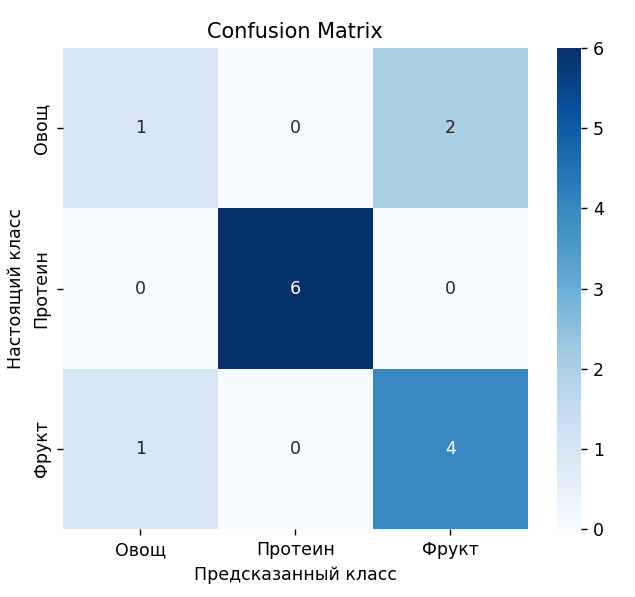 Confusion Matrix
Настоящий класс
Овощ
1 0 2
Протеин
0 6 0
Фрукт
1 0 4
Овощ Протеин Фрукт
Предсказанный класс
6
5
4
3
2
1
0